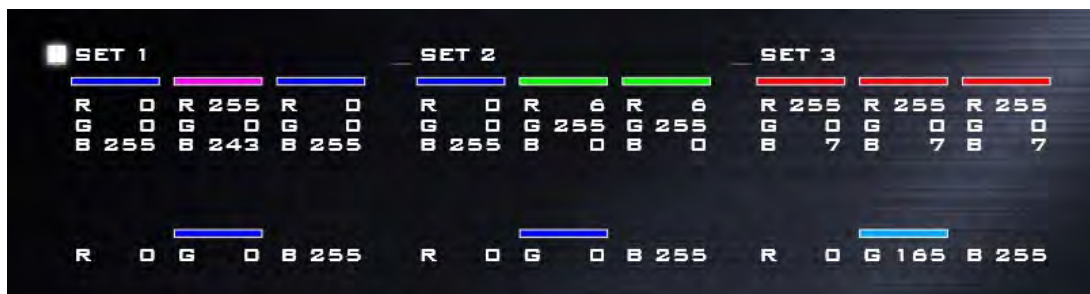 SET 1 SET 2 SET 3
R 0 R 255 R 0 R 0 R 6 R 6 R 255 R 255 R 255
G 0 G 0 G 0 G 0 G 255 G 255 G 0 G 0 G 0
B 255 B 243 B 255 B 255 B 0 B 0 B 7 B 7 B 7
R 0 G 0 B 255 R 0 G 0 B 255 R 0 G 165 B 255